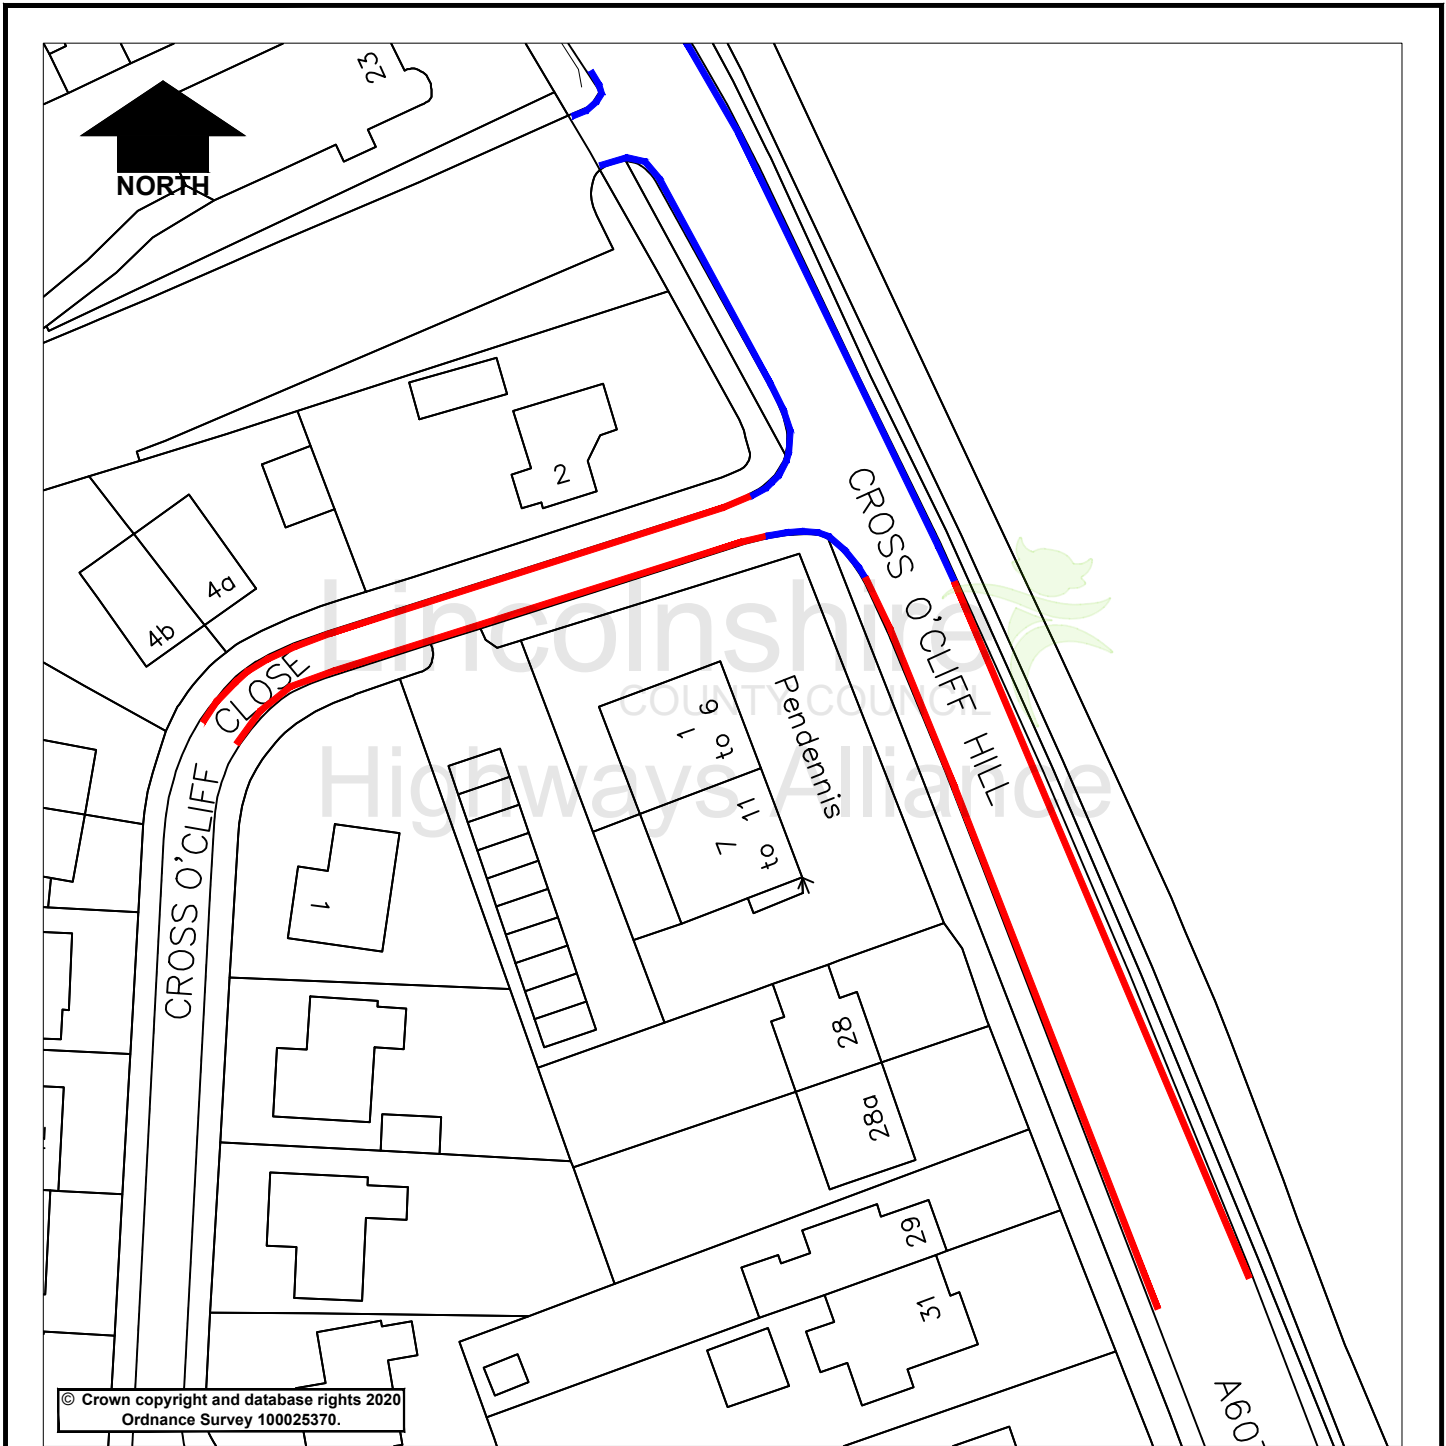 23
NORTH
2
4a
4b
CROSS O'CLIFF HILL
Lincolnshire
COUNTY COUNCIL
Highways Alliance
CROSS O'CLIFF CLOSE
Pendennis
1 to 6
7 to 11
1
28
28a
29
31
© Crown copyright and database rights 2020
Ordnance Survey 100025370.